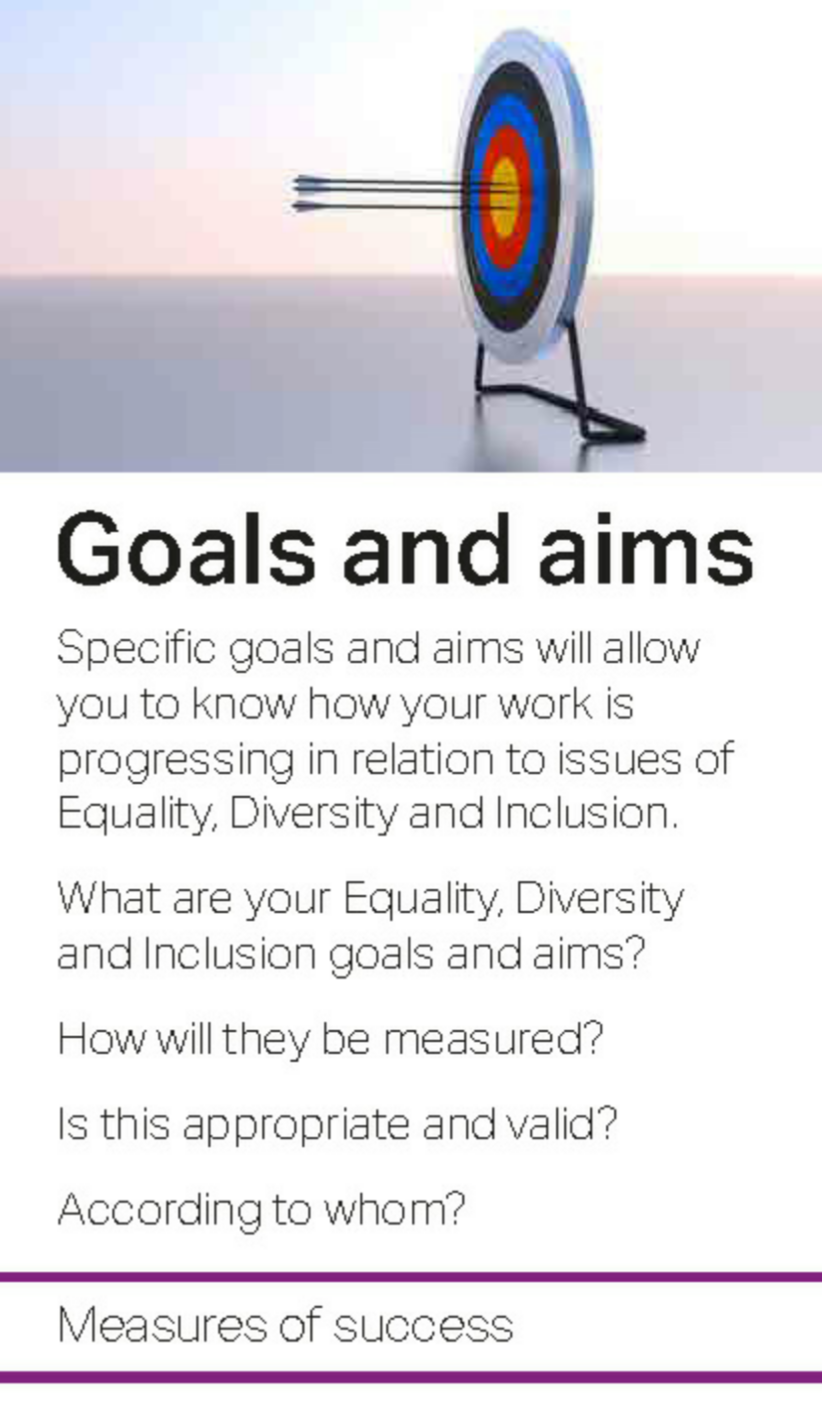 Goals and aims
Specific goals and aims will allow
you to know how your work is
progressing in relation to issues of
Equality, Diversity and Inclusion.
What are your Equality, Diversity
and Inclusion goals and aims?
How will they be measured?
Is this appropriate and valid?
According to whom?
Measures of success